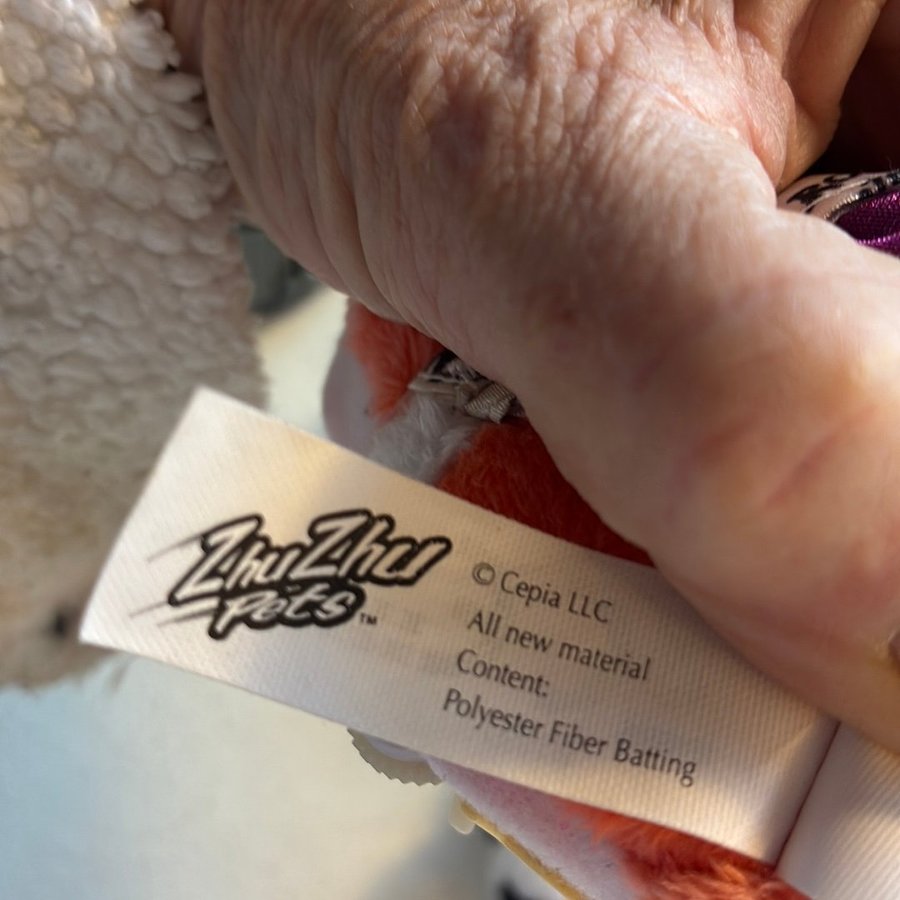 ZhuZhu
Pets™
© Cepia LLC
All new material
Content:
Polyester Fiber Batting